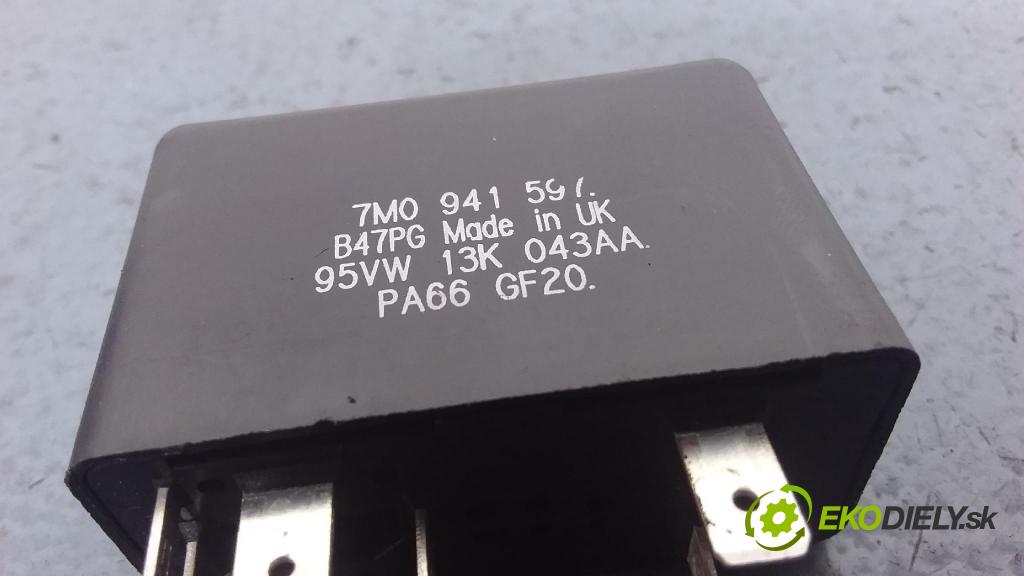 7M0 941 597.
B47PG Made in UK
95VW 13K 043AA.
PA66 GF20.
EKODIELY.sk